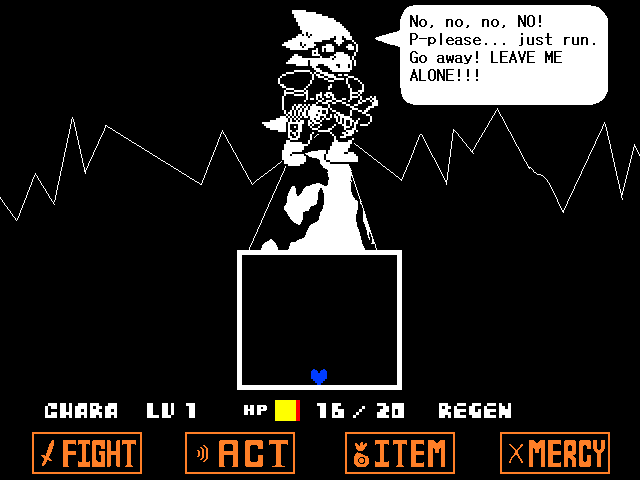 No, no, no, NO!
P-please... just run.
Go away! LEAVE ME
ALONE!!!
CHARA LV 1 HP 16 / 20 REGEN
FIGHT ACT ITEM MERCY